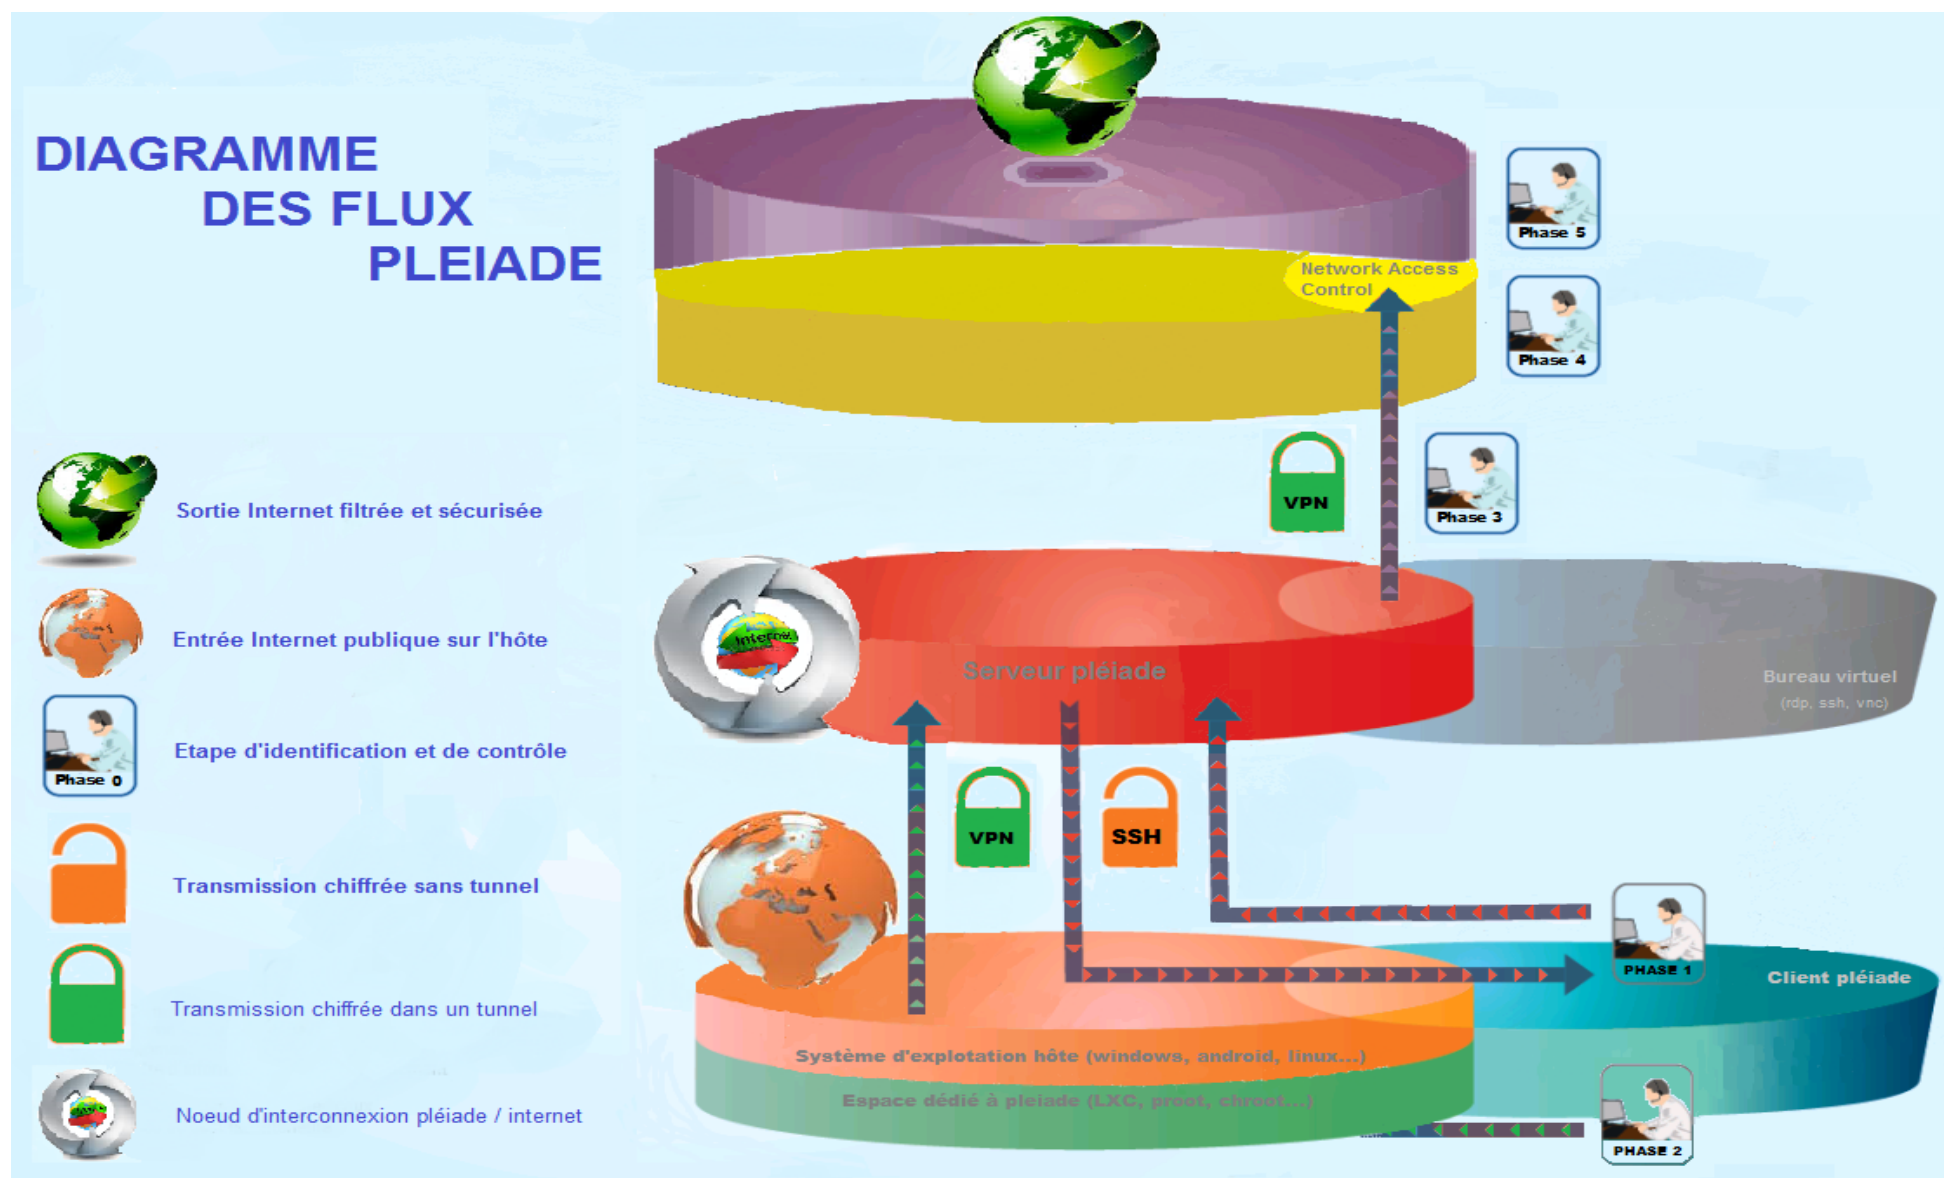 DIAGRAMME
DES FLUX
PLEIADE
Sortie Internet filtrée et sécurisée
Entrée Internet publique sur l'hôte
Phase 0
Etape d'identification et de contrôle
Transmission chiffrée sans tunnel
Transmission chiffrée dans un tunnel
Noeud d'interconnexion pléiade / internet
Phase 5
Network Access
Control
Phase 4
VPN
Phase 3
Internet
Serveur pléiade
Bureau virtuel
(rdp, ssh, vnc)
VPN
SSH
PHASE 1
Client pléiade
Système d'explotation hôte (windows, android, linux...)
Espace dédié à pleiade (LXC, proot, chroot...)
PHASE 2